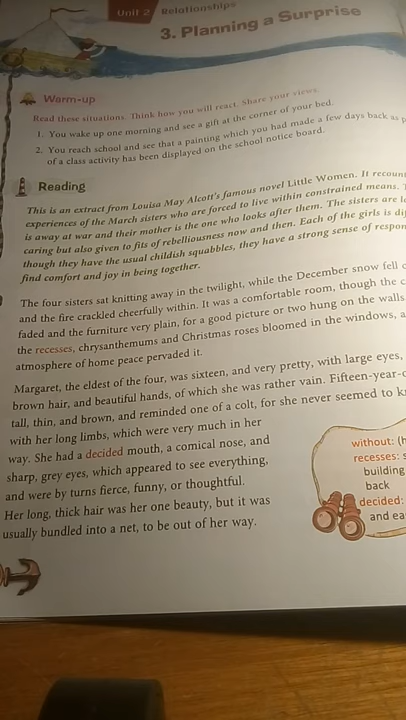 Unit 2 Relationships
3. Planning a Surprise
Warm-up
Read these situations. Think how you will react. Share your views.
1. You wake up one morning and see a gift at the corner of your bed.
2. You reach school and see that a painting which you had made a few days back as p
of a class activity has been displayed on the school notice board.
Reading
This is an extract from Louisa May Alcott's famous novel Little Women. It recount
experiences of the March sisters who are forced to live within constrained means.
is away at war and their mother is the one who looks after them. The sisters are
caring but also given to fits of rebelliousness now and then. Each of the girls is
though they have the usual childish squabbles, they have a strong sense of respon
find comfort and joy in being together.
The four sisters sat knitting away in the twilight, while the December snow fell
and the fire crackled cheerfully within. It was a comfortable room, though the c
faded and the furniture very plain, for a good picture or two hung on the walls
the recesses, chrysanthemums and Christmas roses bloomed in the windows, a
atmosphere of home peace pervaded it.
Margaret, the eldest of the four, was sixteen, and very pretty, with large eyes,
brown hair, and beautiful hands, of which she was rather vain. Fifteen-year-
tall, thin, and brown, and reminded one of a colt, for she never seemed to k
with her long limbs, which were very much in her
way. She had a decided mouth, a comical nose, and
sharp, grey eyes, which appeared to see everything,
and were by turns fierce, funny, or thoughtful.
Her long, thick hair was her one beauty, but it was
usually bundled into a net, to be out of her way.
without: (h
recesses: s
building
back
decided:
and ea